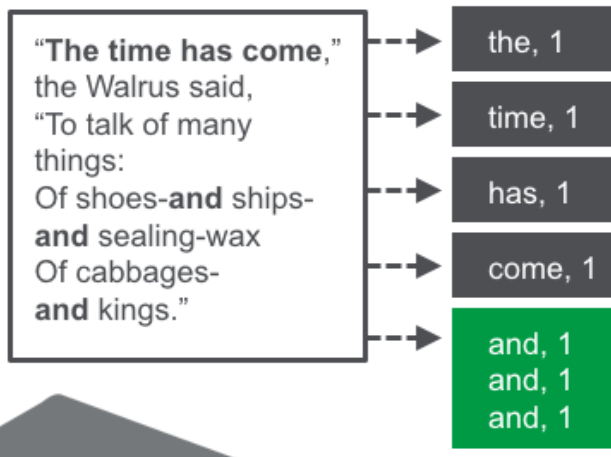 “The time has come,”
the Walrus said,
“To talk of many
things:
Of shoes-and ships-
and sealing-wax
Of cabbages-
and kings.”
the, 1
time, 1
has, 1
come, 1
and, 1
and, 1
and, 1